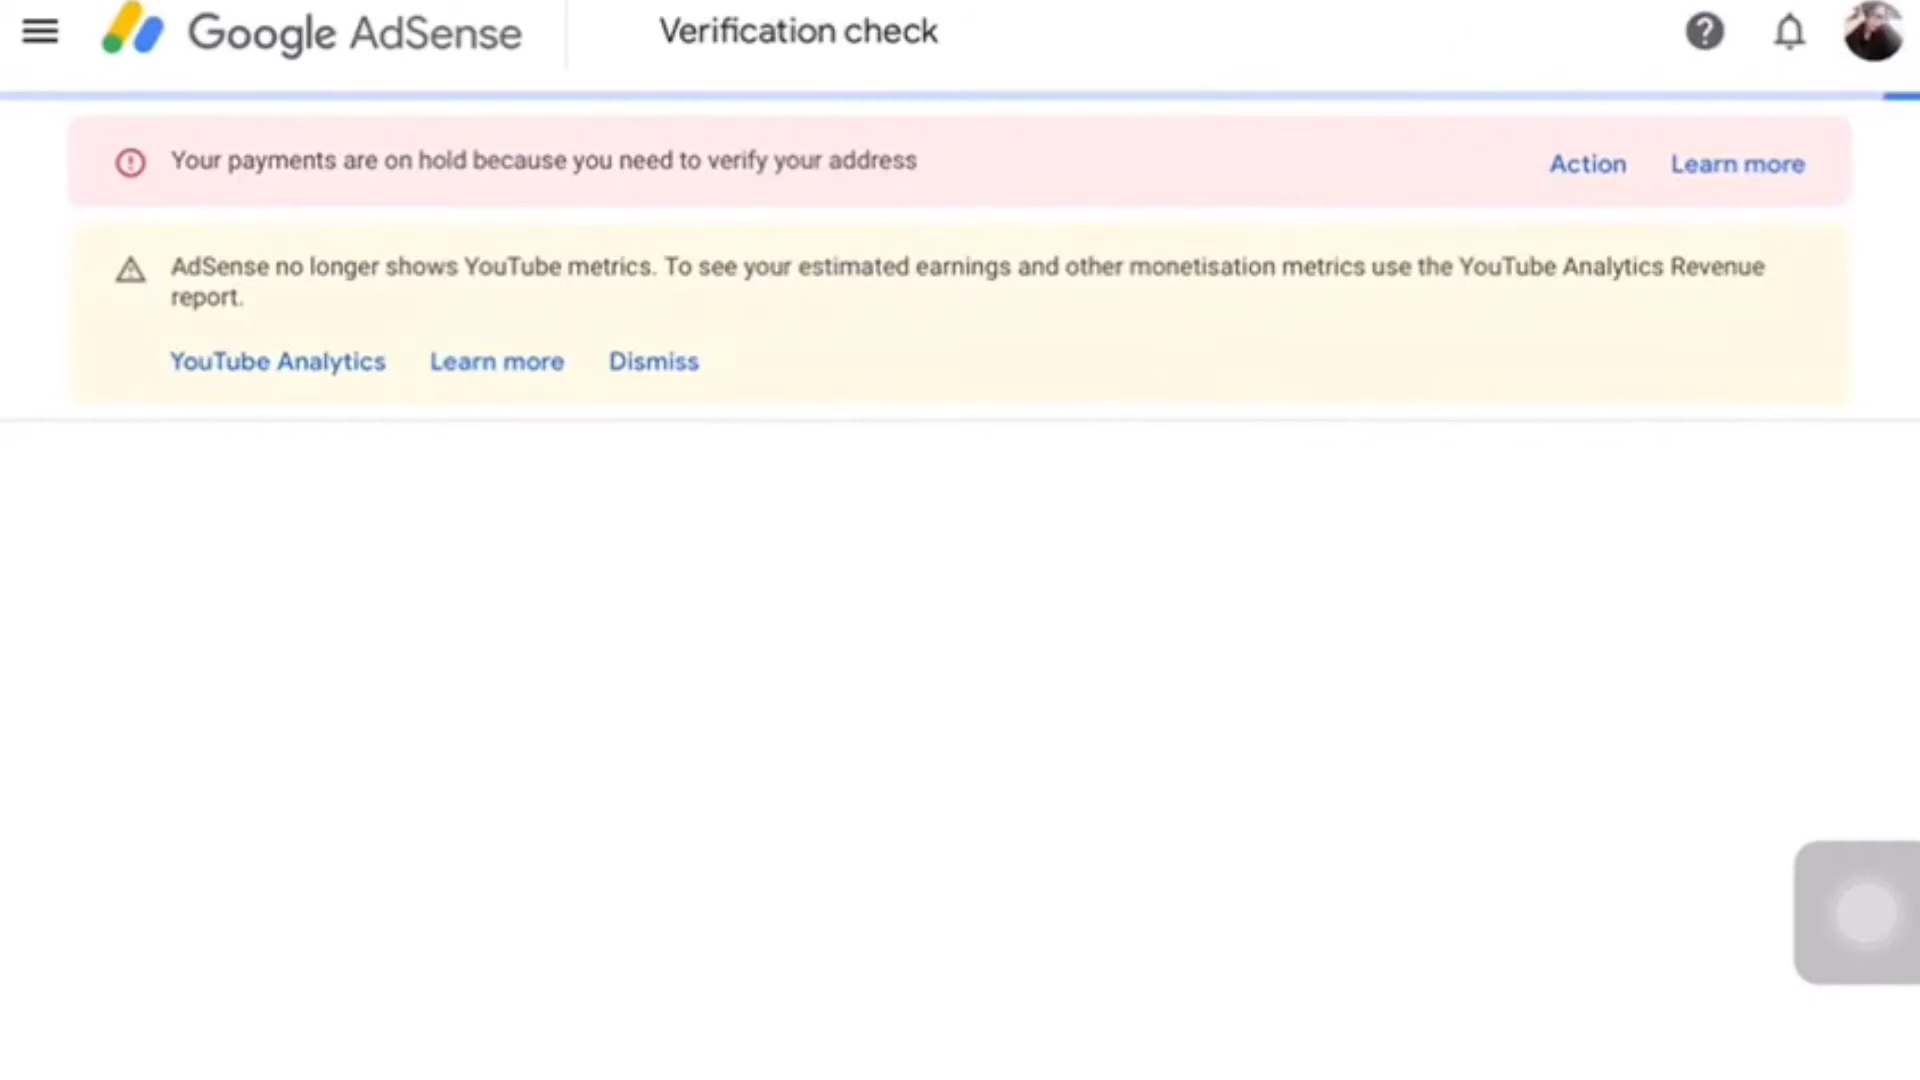 Google AdSense
Verification check
Your payments are on hold because you need to verify your address
Action
Learn more
AdSense no longer shows YouTube metrics. To see your estimated earnings and other monetisation metrics use the YouTube Analytics Revenue
report.
YouTube Analytics
Learn more
Dismiss